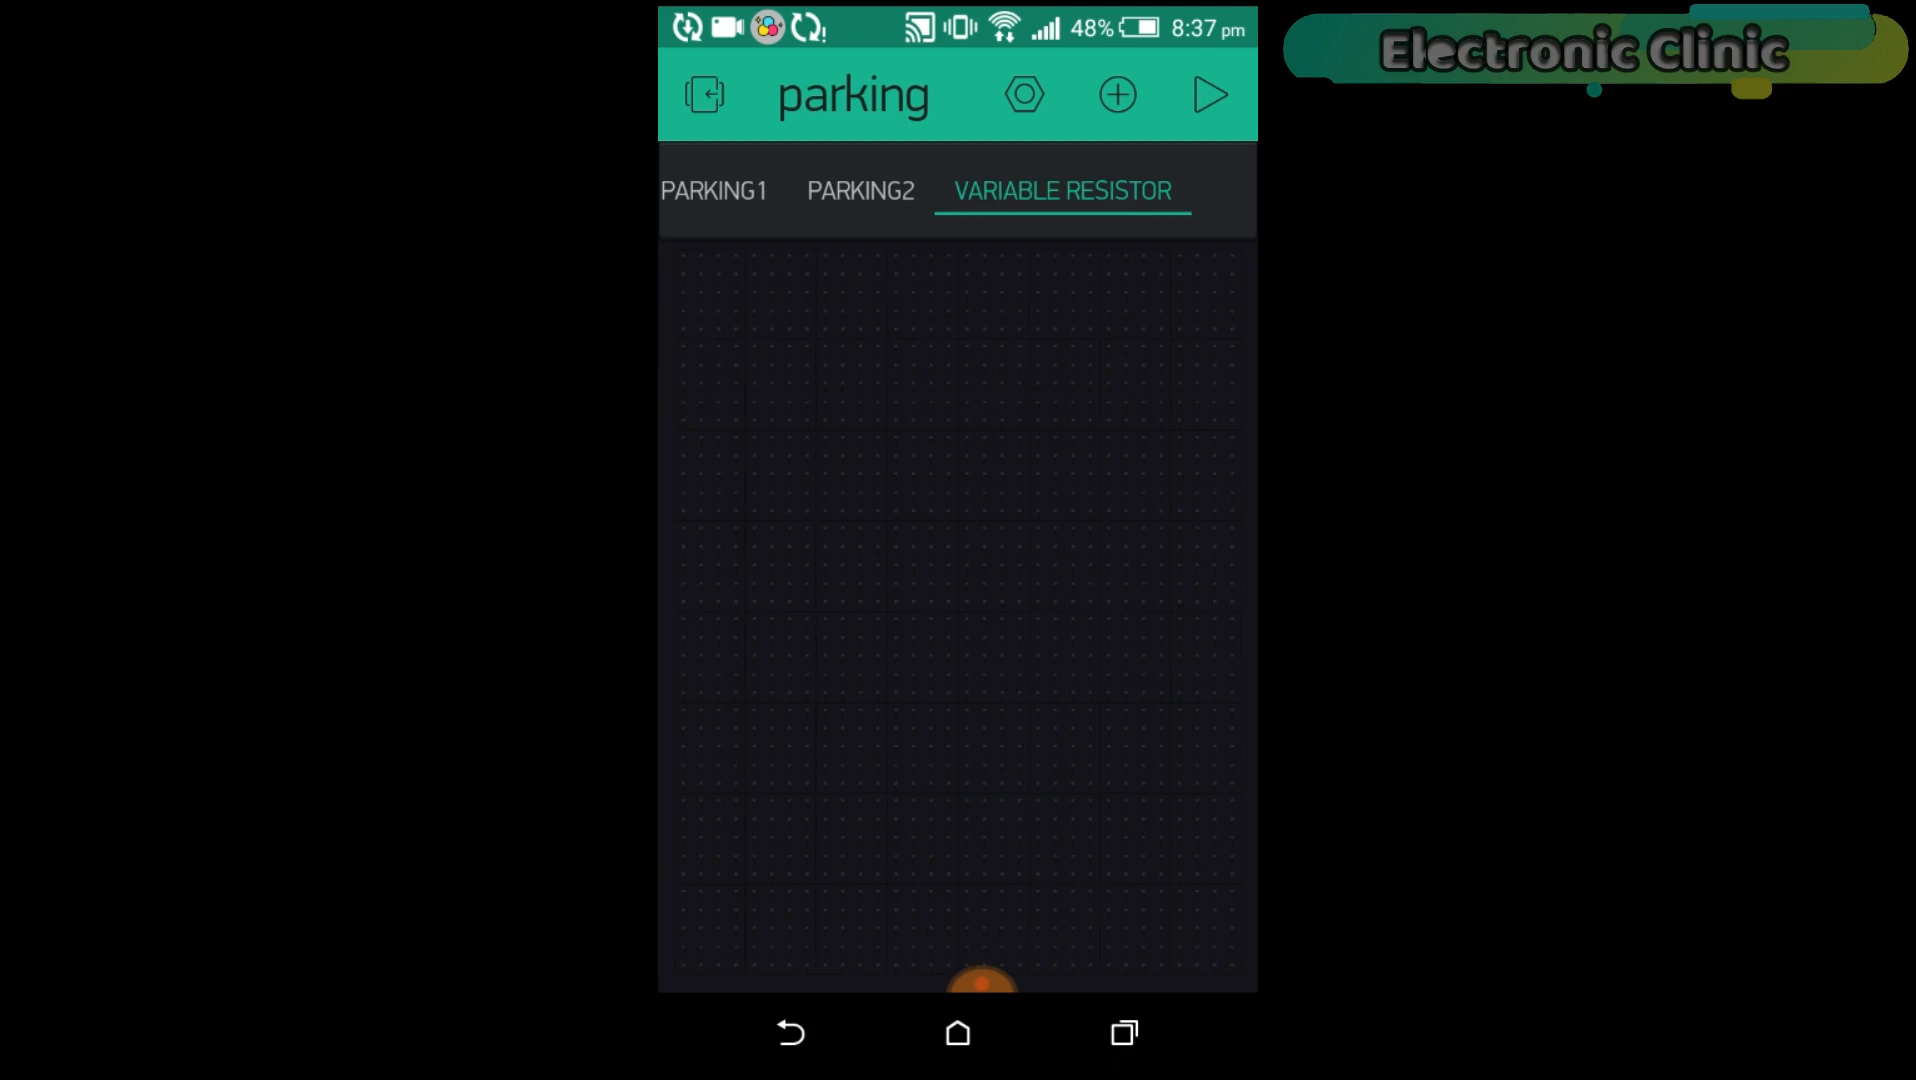 48% 8:37 pm
Electronic Clinic
parking
PARKING1 PARKING2 VARIABLE RESISTOR